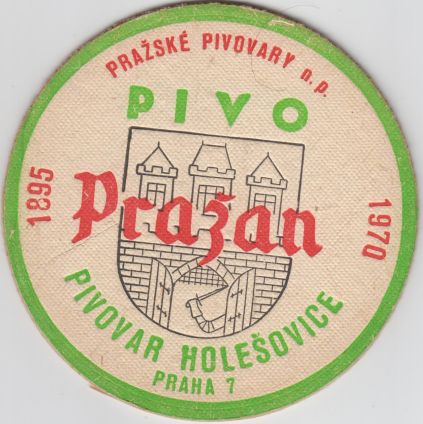 PRAŽSKÉ PIVOVARY n.p.
PIVO
1895
Pražan
1970
PIVOVAR HOLEŠOVICE
PRAHA 7